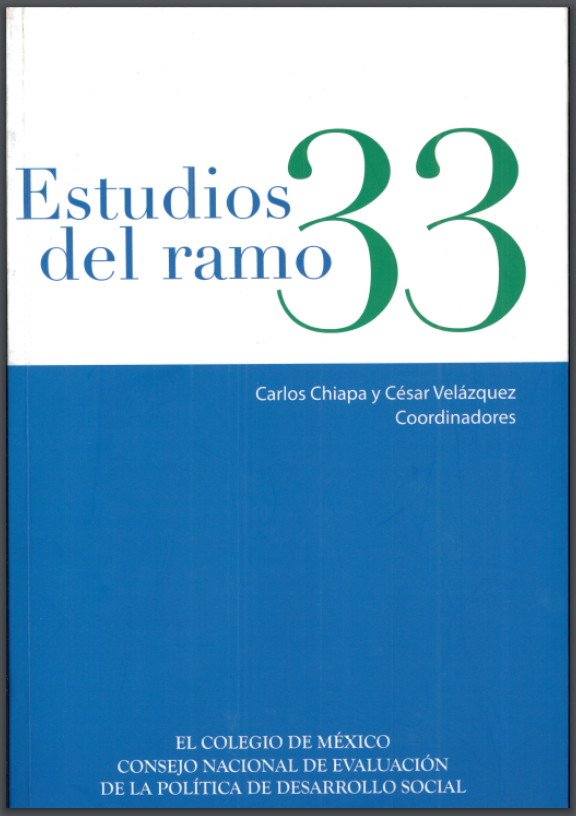 Estudios
del ramo 33
Carlos Chiapa y César Velázquez
Coordinadores
EL COLEGIO DE MÉXICO
CONSEJO NACIONAL DE EVALUACIÓN
DE LA POLÍTICA DE DESARROLLO SOCIAL